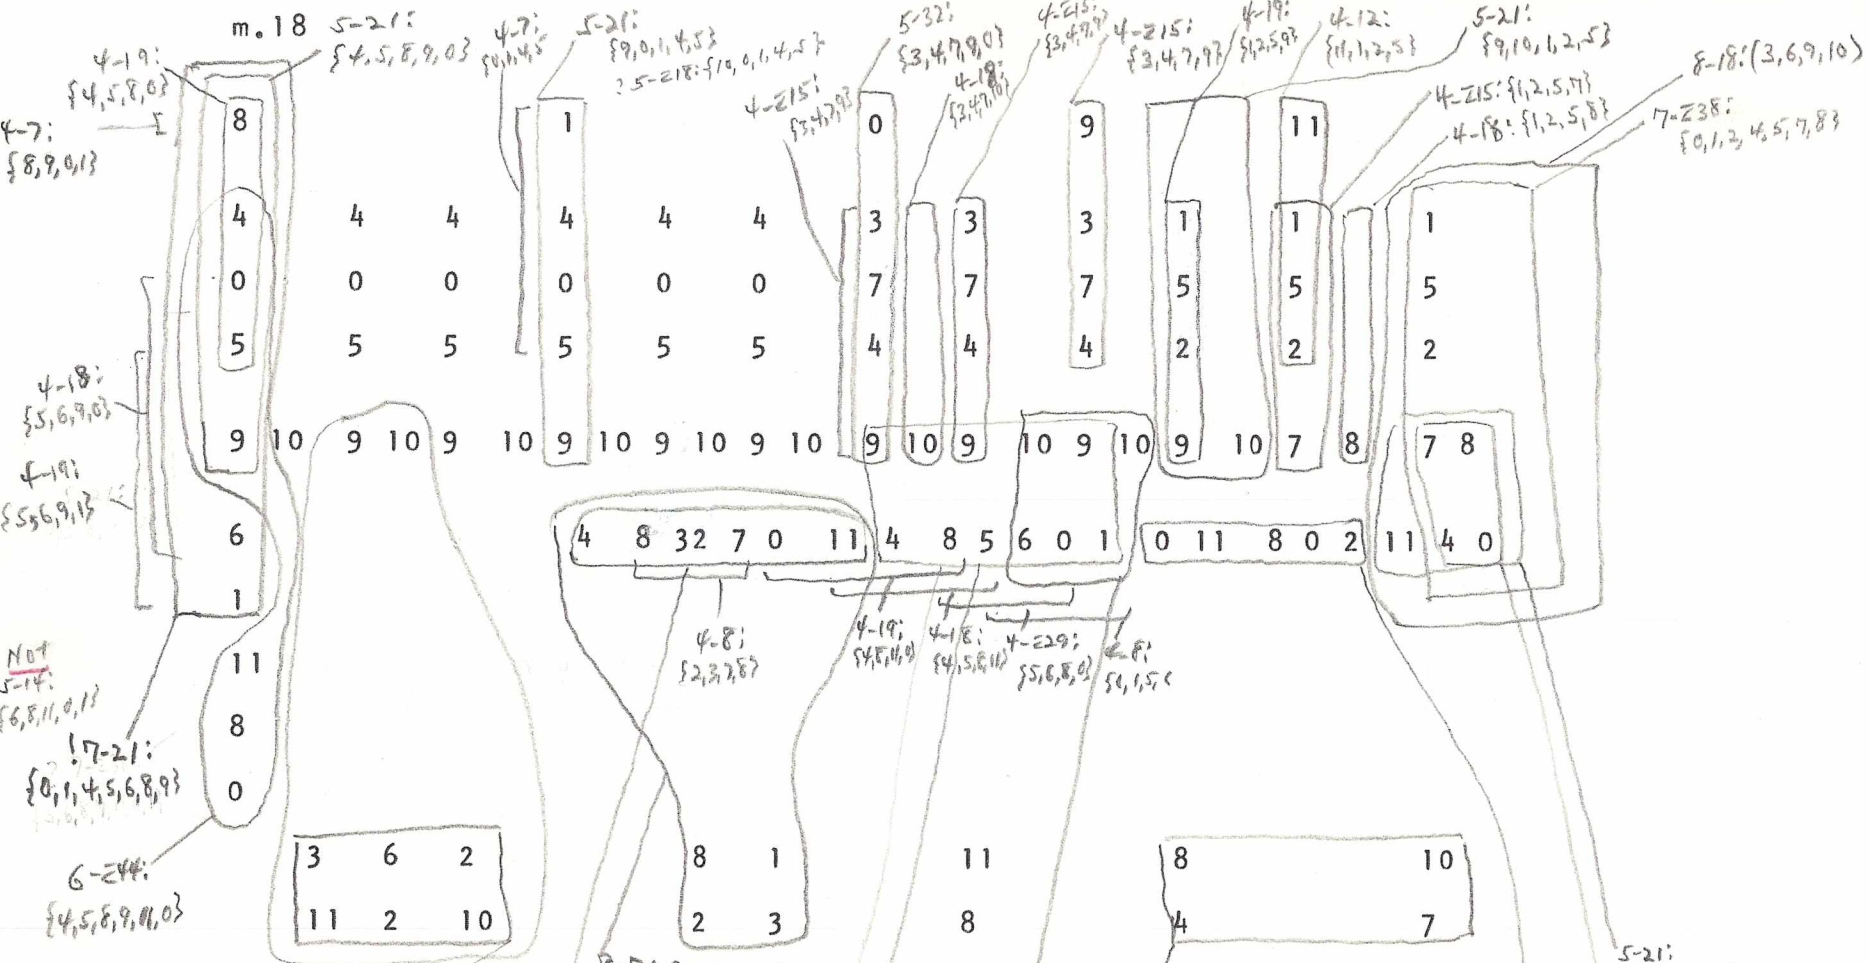 m.18
5-21:
{4,5,8,9,0}
4-19:
{4,5,8,0}
4-7:
{8,9,0,1}
4-7:
{0,1,4,5}
5-21:
{9,0,1,4,5}
? 5-z18:{10,0,1,4,5}
4-z15:
{3,4,7,9}
5-32:
{3,4,7,9,0}
4-18:
{3,4,7,10}
4-z15:
{3,4,7,9}
4-z15:
{3,4,7,9}
4-19:
{1,2,5,9}
4-12:
{11,1,2,5}
5-21:
{9,10,1,2,5}
4-z15:{1,2,5,7}
4-18:{1,2,5,8}
8-18:(3,6,9,10)
7-z38:
{0,1,2,4,5,7,8}
8 1 0 9 11
4 4 4 4 4 4 3 3 3 1 1 1
0 0 0 0 0 0 7 7 7 5 5 5
5 5 5 5 5 5 4 4 4 2 2 2
9 10 9 10 9 10 9 10 9 10 9 10 9 10 9 10 9 10 9 10 7 8 7 8
6 4 8 32 7 0 11 4 8 5 6 0 1 0 11 8 0 2 11 4 0
1
11
8
0
4-18:
{5,6,9,0}
4-19:
{5,6,9,1}
4-8:
{2,3,7,8}
4-19:
{4,8,11,0}
4-18:
{4,5,8,11}
4-z29:
{5,6,8,0}
4-8:
{0,1,5,
Not
5-14:
{6,8,11,0,1}
!7-21:
{0,1,4,5,6,8,9}
6-z44:
{4,5,8,9,11,0}
3 6 2 8 1 11 8 10
11 2 10 2 3 8 4 7
5-21: